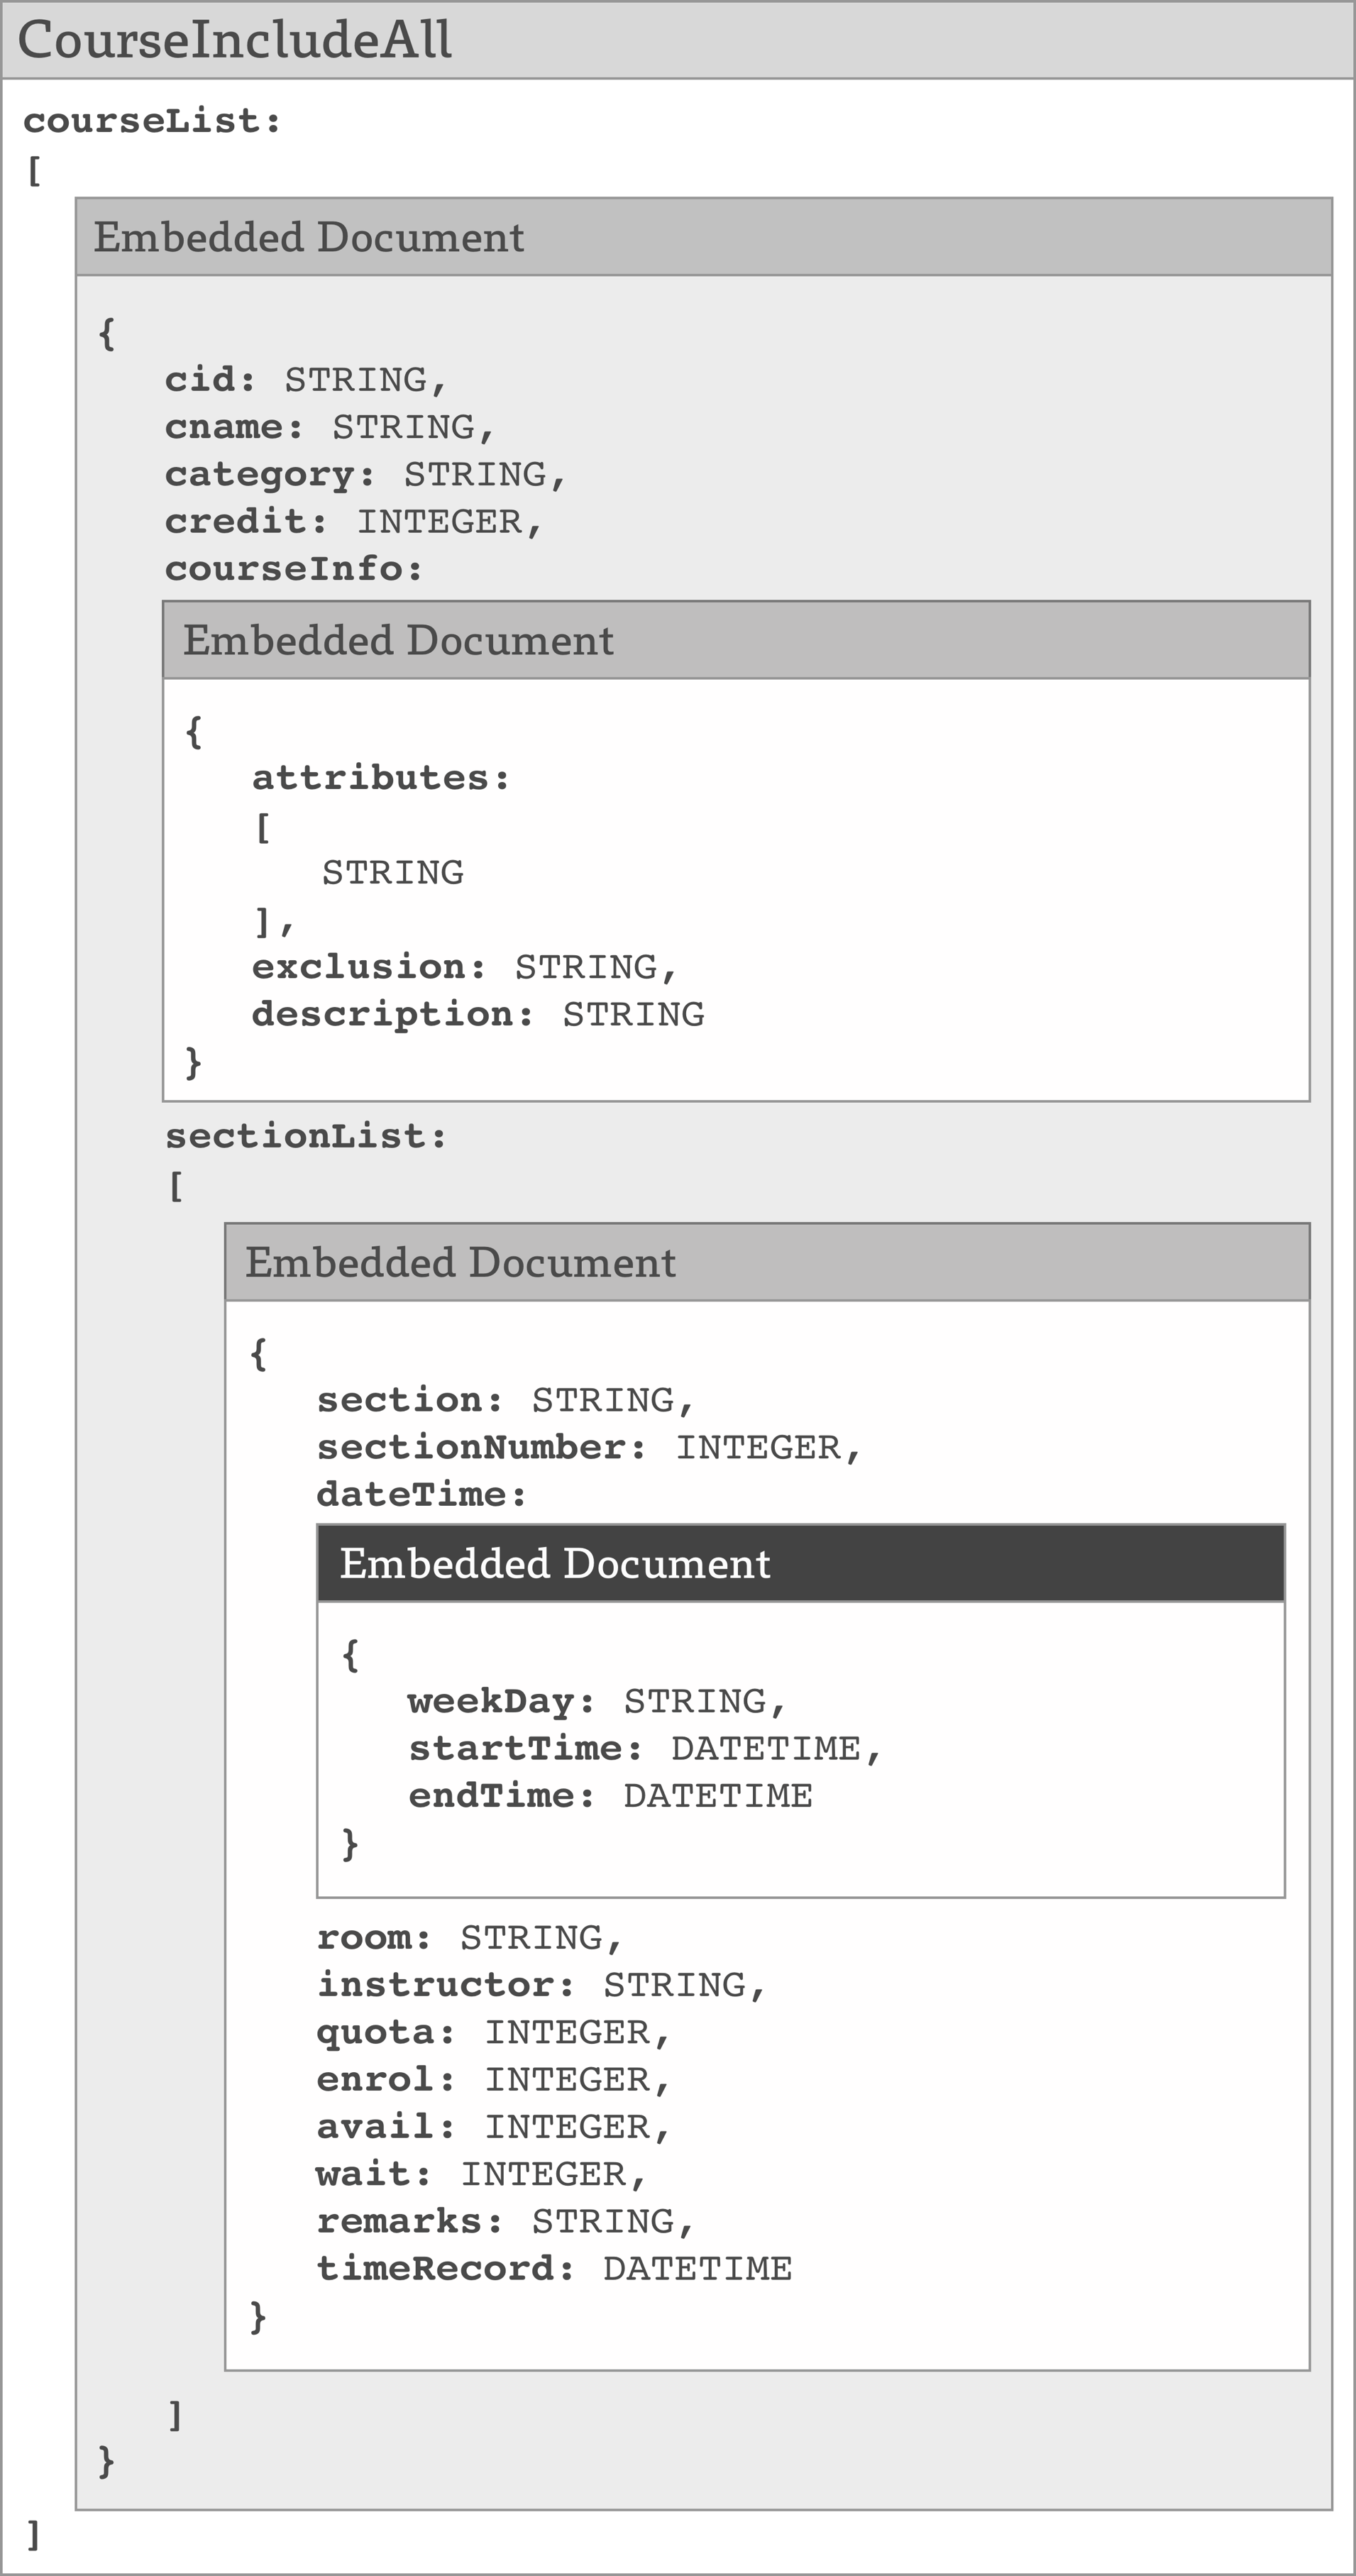 CourseIncludeAll
courseList:
[
Embedded Document
{
cid: STRING,
cname: STRING,
category: STRING,
credit: INTEGER,
courseInfo:
Embedded Document
{
attributes:
[
STRING
],
exclusion: STRING,
description: STRING
}
sectionList:
[
Embedded Document
{
section: STRING,
sectionNumber: INTEGER,
dateTime:
Embedded Document
{
weekDay: STRING,
startTime: DATETIME,
endTime: DATETIME
}
room: STRING,
instructor: STRING,
quota: INTEGER,
enrol: INTEGER,
avail: INTEGER,
wait: INTEGER,
remarks: STRING,
timeRecord: DATETIME
}
]
}
]